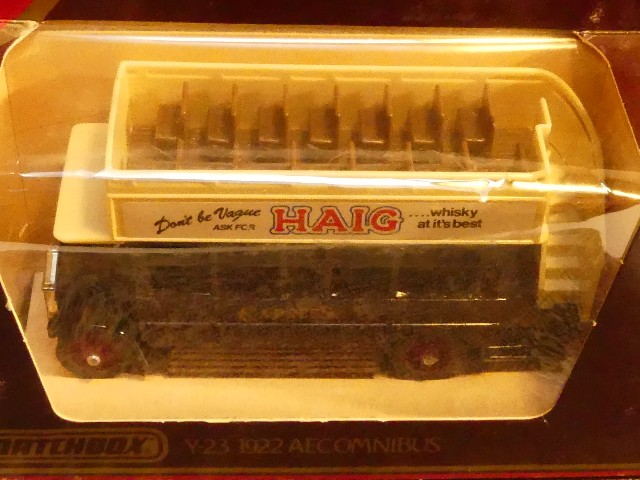 Don't be Vague
ASK FOR
HAIG
....whisky
at it's best
MATCHBOX
Y-23 1922 AEC OMNIBUS